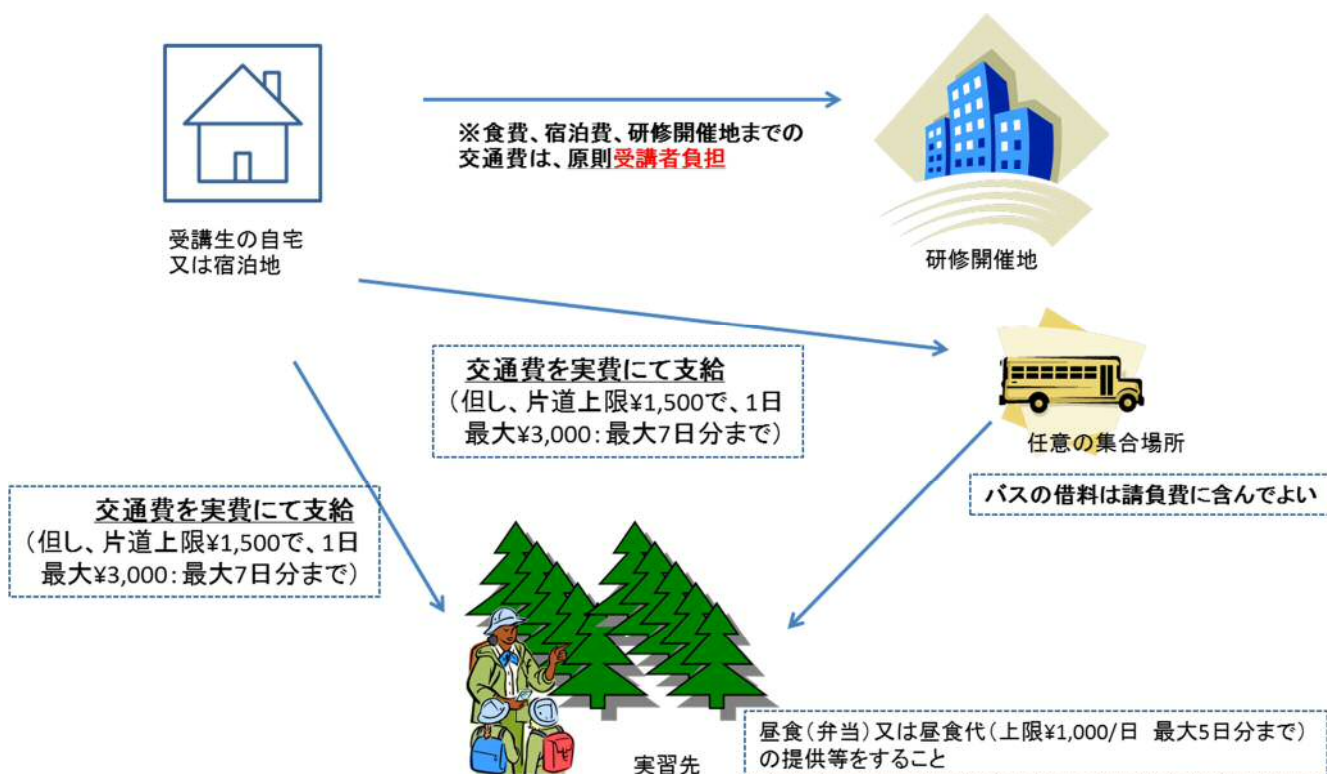 ※食費、宿泊費、研修開催地までの
交通費は、原則受講者負担
受講生の自宅
又は宿泊地
研修開催地
交通費を実費にて支給
（但し、片道上限¥1,500で、1日
最大¥3,000：最大7日分まで）
任意の集合場所
バスの借料は請負費に含んでよい
交通費を実費にて支給
（但し、片道上限¥1,500で、1日
最大¥3,000：最大7日分まで）
実習先
昼食（弁当）又は昼食代（上限¥1,000/日 最大5日分まで）
の提供等をすること